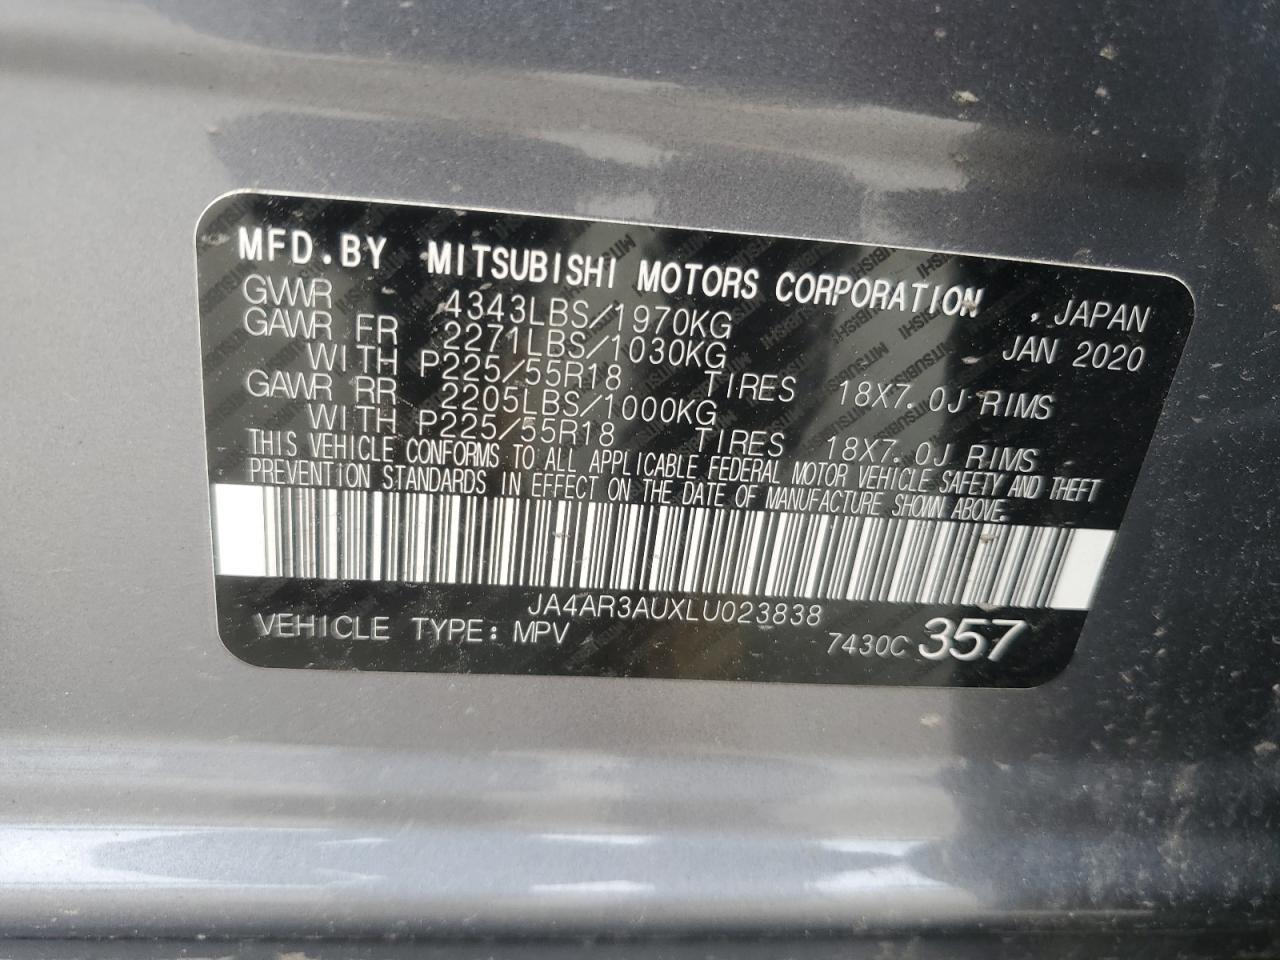 MFD.BY MITSUBISHI MOTORS CORPORATION , JAPAN
GVWR 4343LBS/1970KG JAN 2020
GAWR FR 2271LBS/1030KG
WITH P225/55R18 TIRES 18X7.0J RIMS
GAWR RR 2205LBS/1000KG
WITH P225/55R18 TIRES 18X7.0J RIMS
THIS VEHICLE CONFORMS TO ALL APPLICABLE FEDERAL MOTOR VEHICLE SAFETY AND THEFT
PREVENTION STANDARDS IN EFFECT ON THE DATE OF MANUFACTURE SHOWN ABOVE.
JA4AR3AUXLU023838
VEHICLE TYPE: MPV 7430C 357